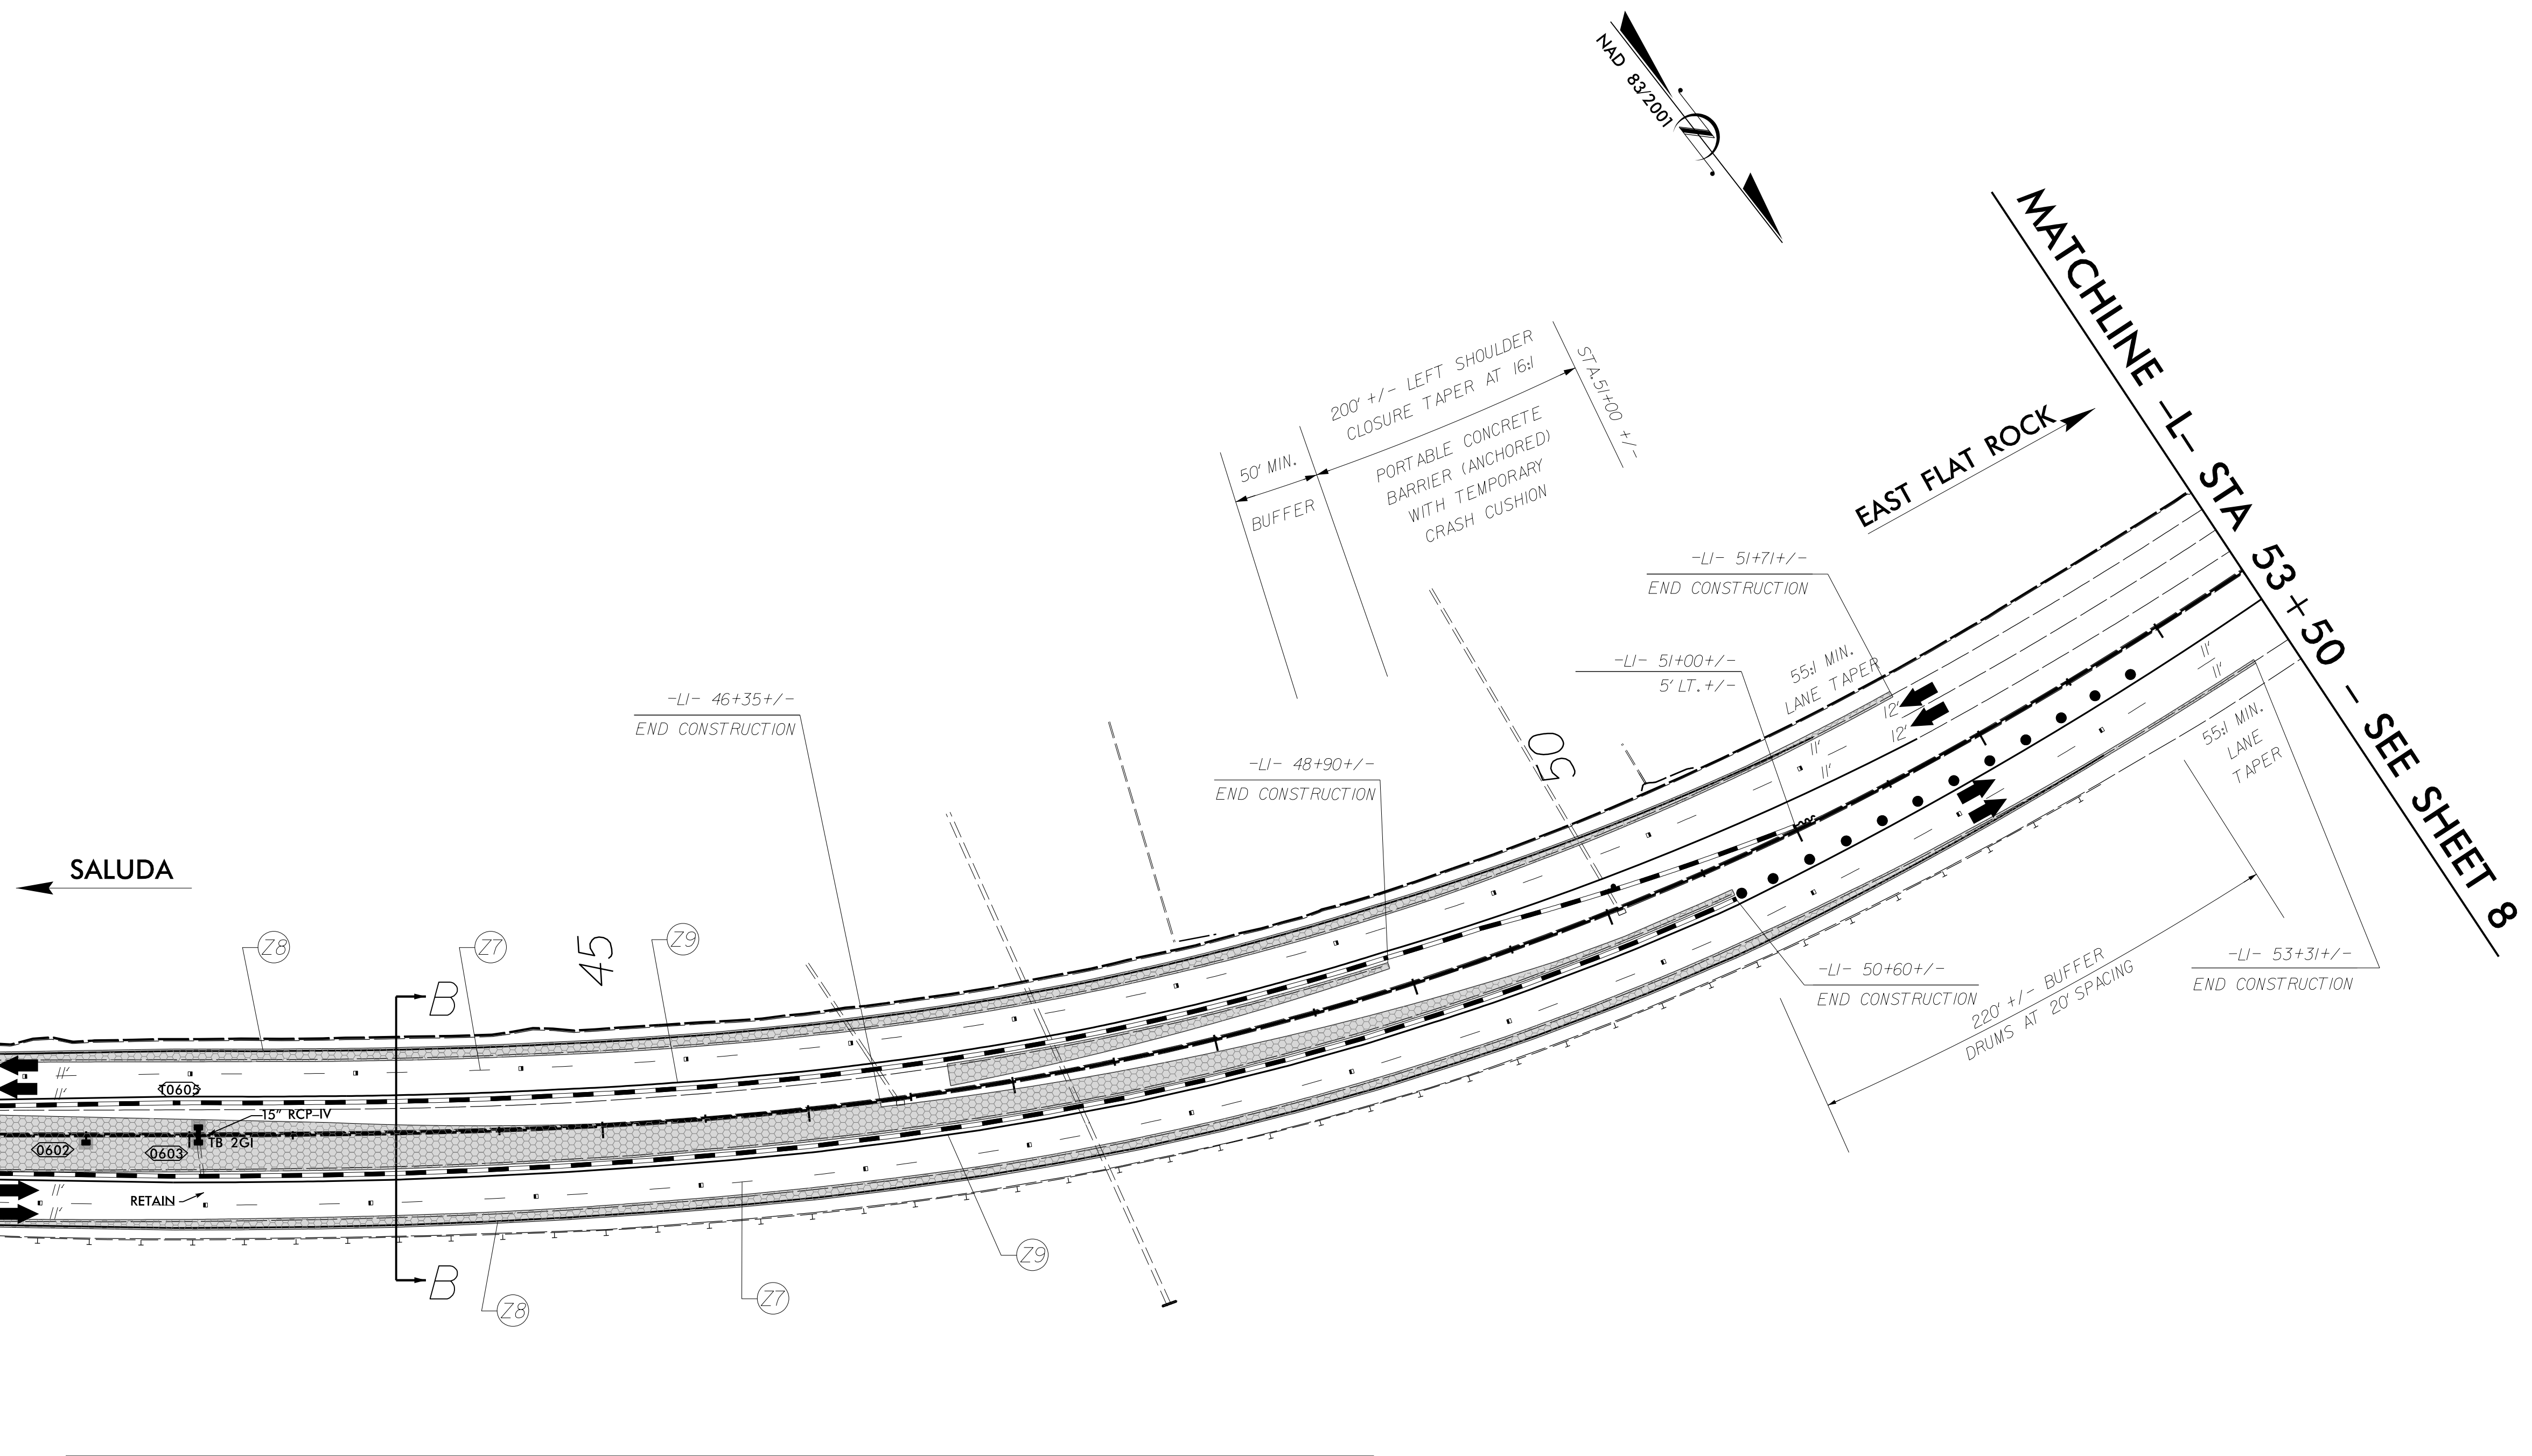 NAD 83/2001
MATCHLINE -L- STA 53+50 - SEE SHEET 8
EAST FLAT ROCK
200' +/- LEFT SHOULDER
CLOSURE TAPER AT 16:1
STA.51+00 +/-
50' MIN.
BUFFER
PORTABLE CONCRETE
BARRIER (ANCHORED)
WITH TEMPORARY
CRASH CUSHION
-L1- 51+71+/-
END CONSTRUCTION
-L1- 51+00+/-
5' LT.+/-
55:1 MIN.
LANE TAPER
12'
12'
11'
11'
11'
11'
55:1 MIN.
LANE
TAPER
-L1- 46+35+/-
END CONSTRUCTION
-L1- 48+90+/-
END CONSTRUCTION
50
SALUDA
Z8
Z7
45
Z9
B
11'
11'
T0605
15" RCP-IV
TB 2GI
0602
0603
RETAIN
11'
11'
B
Z8
Z7
Z9
-L1- 50+60+/-
END CONSTRUCTION
220' +/- BUFFER
DRUMS AT 20' SPACING
-L1- 53+31+/-
END CONSTRUCTION